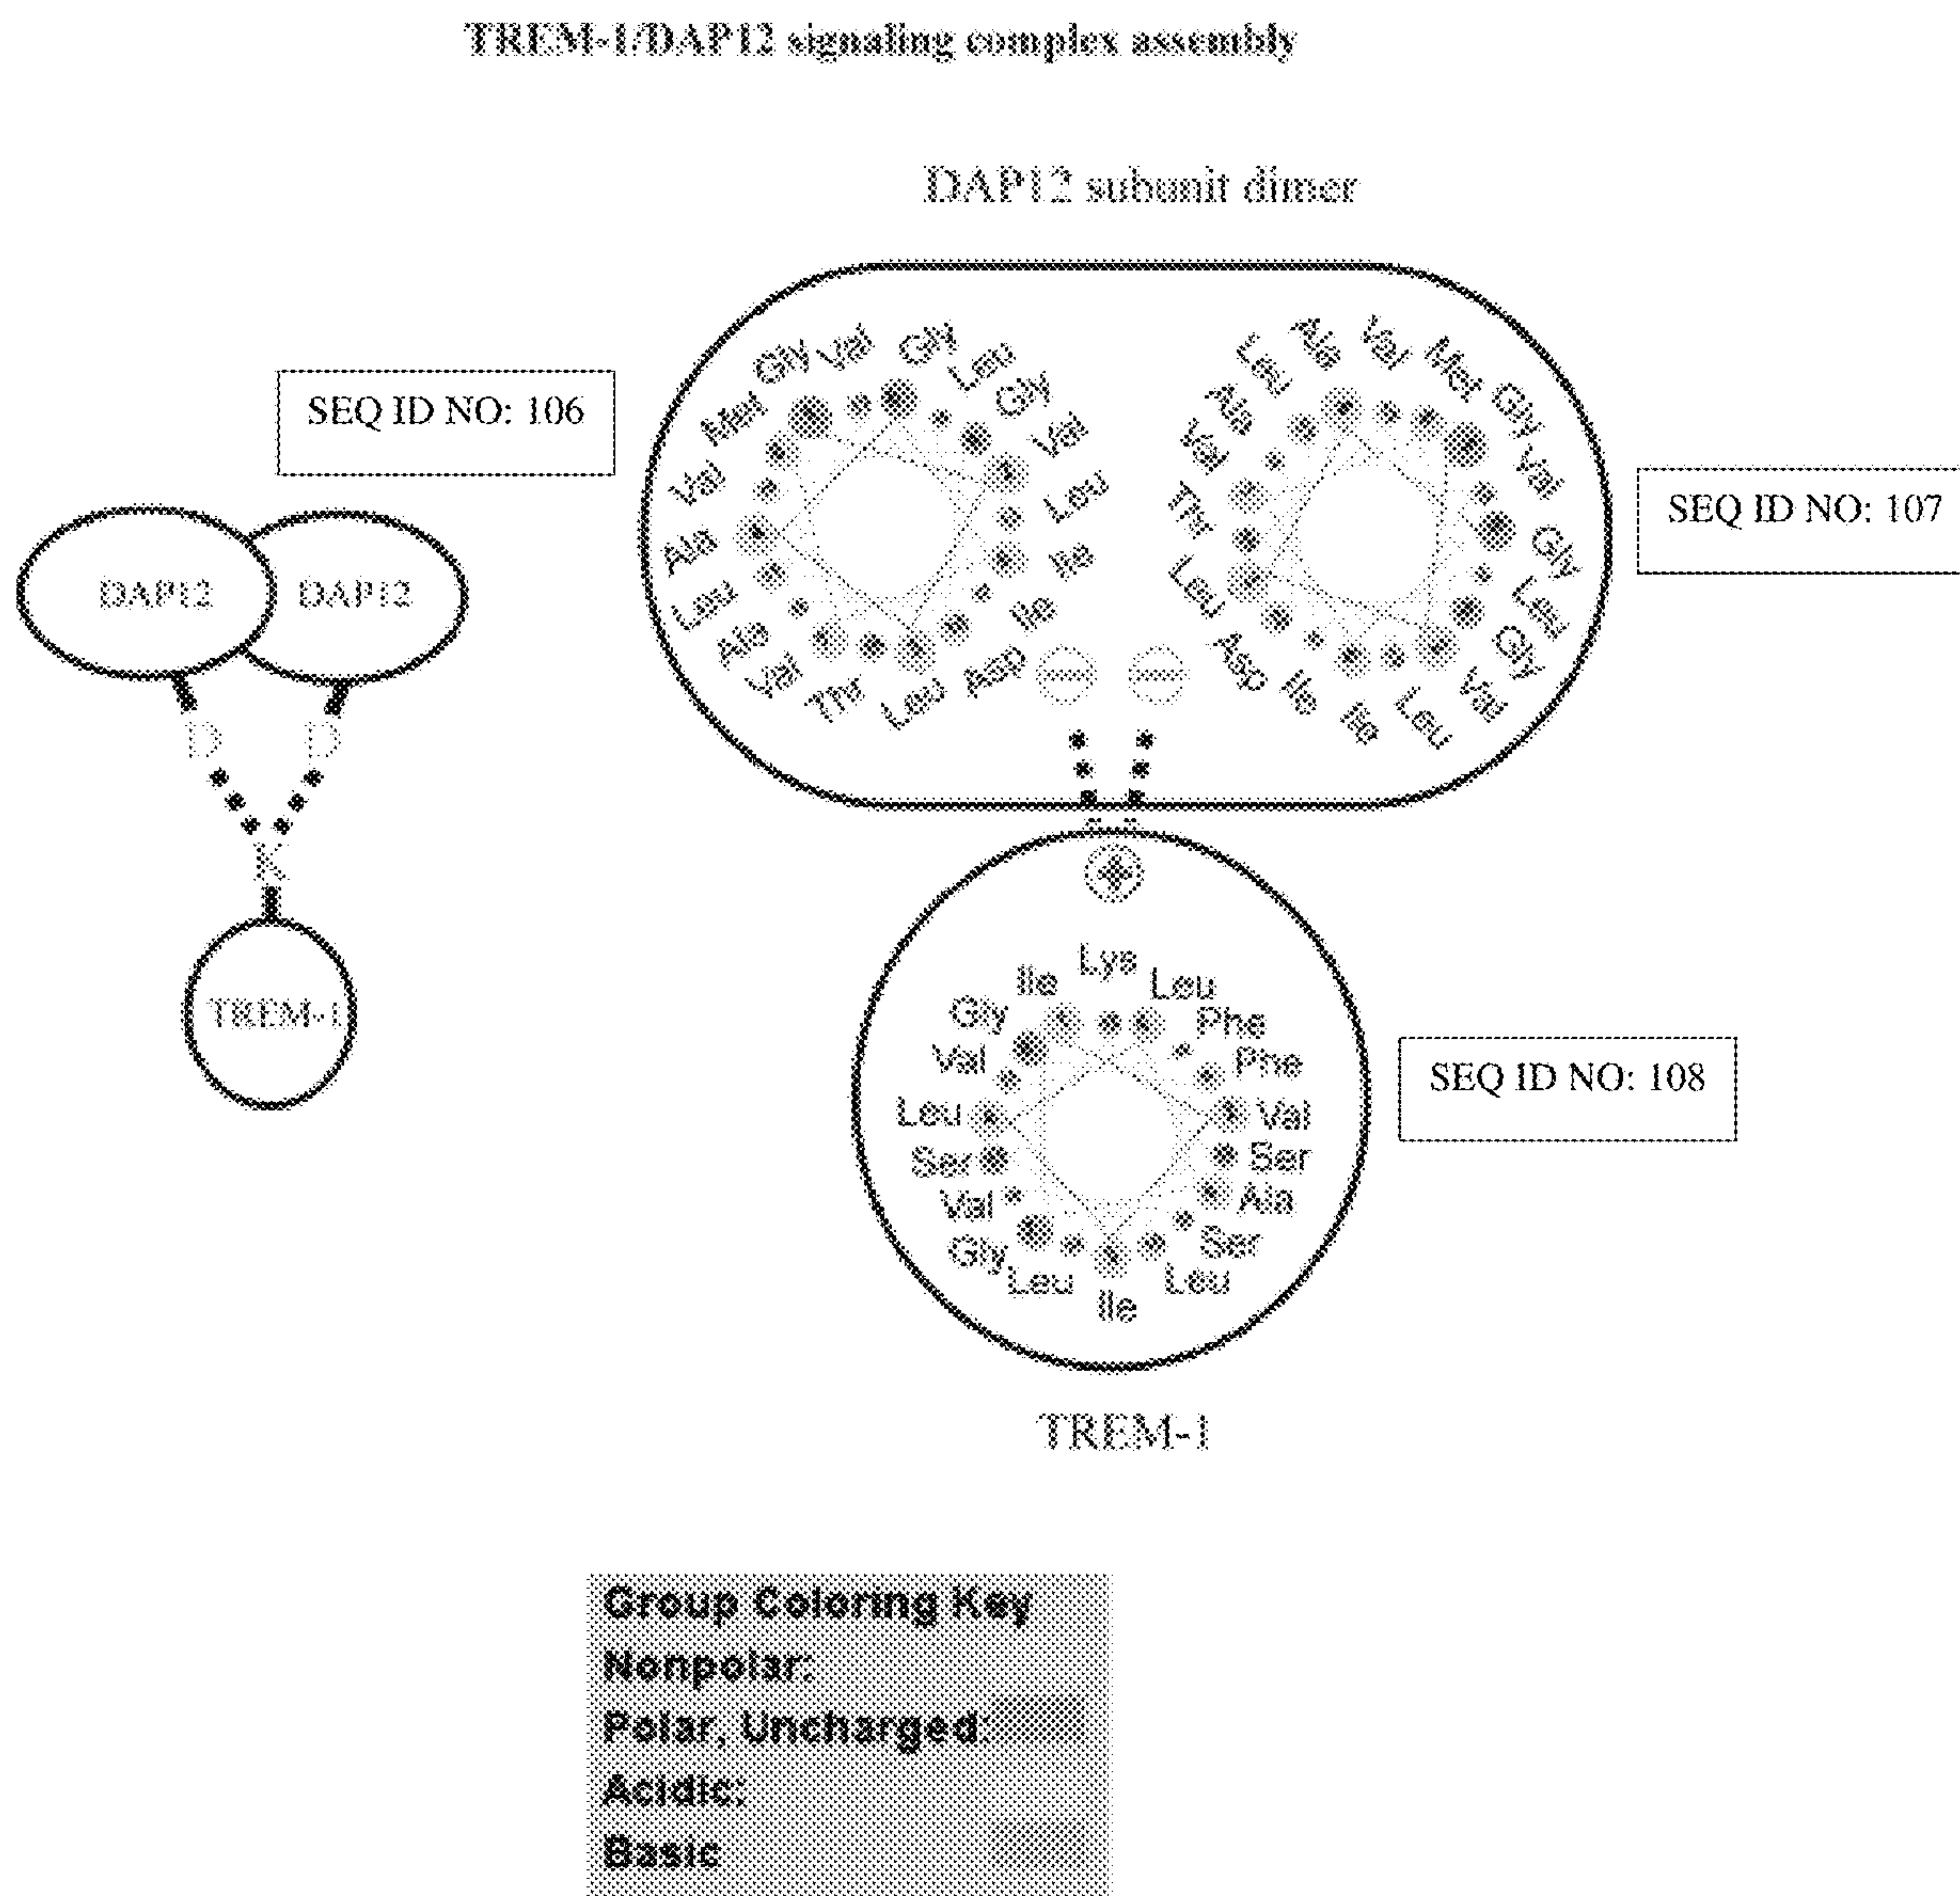 TREM-1/DAP12 signaling complex assembly
DAP12 subunit dimer
SEQ ID NO: 106
Gly
Val
Gly
Leu
Gly
Val
Leu
Ile
Ile
Asp
Leu
Thr
Val
Ala
Leu
Ala
Val
Met
Leu
Ala
Val
Met
Gly
Val
Gly
Leu
Gly
Val
Leu
Ile
Ile
Asp
Leu
Thr
Val
Ala
SEQ ID NO: 107
DAP12
DAP12
D
D
K
TREM-1
Lys
Leu
Phe
Phe
Val
Ser
Ala
Ser
Leu
Ile
Leu
Gly
Val
Ser
Leu
Val
Gly
Ile
SEQ ID NO: 108
TREM-1
Group Coloring Key
Nonpolar:
Polar, Uncharged:
Acidic:
Basic